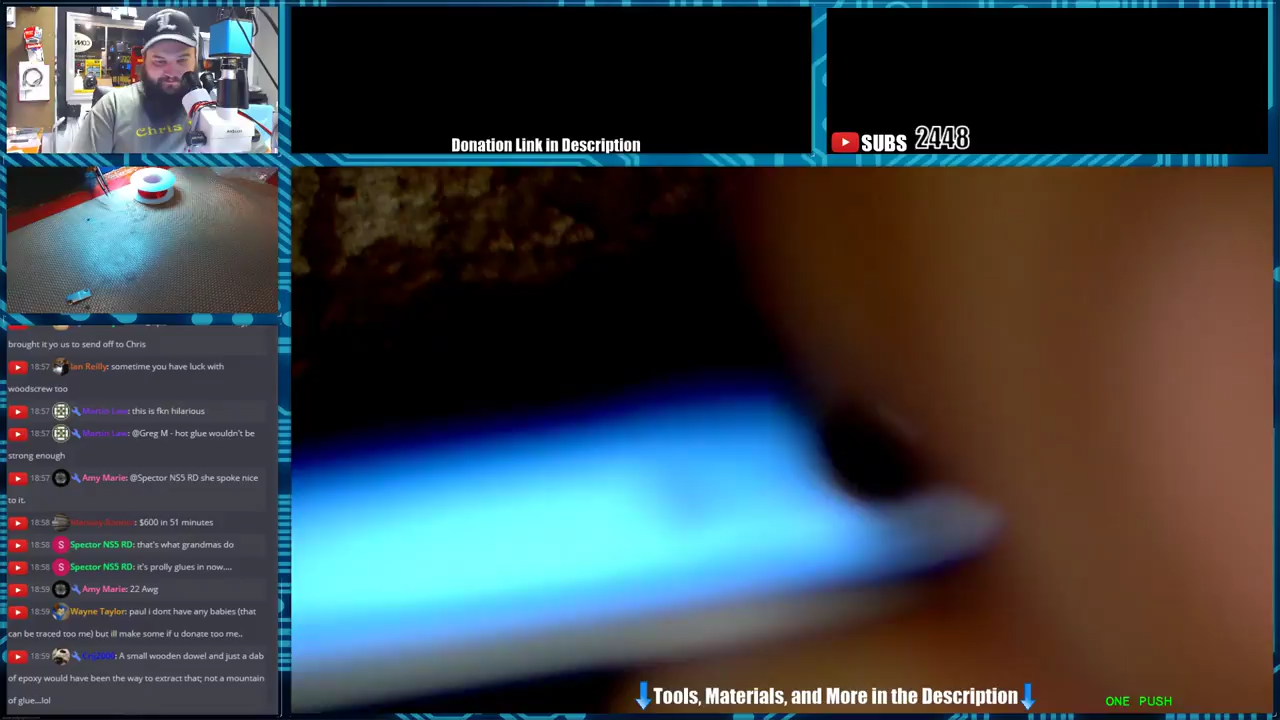 Chris
Donation Link in Description
SUBS 2448
brought it yo us to send off to Chris
18:57 Ian Reilly: sometime you have luck with
woodscrew too
18:57 Martin Law: this is fkn hilarious
18:57 Martin Law: @Greg M - hot glue wouldn't be
strong enough
18:57 Amy Marie: @Spector NS5 RD she spoke nice
to it.
18:58 : $600 in 51 minutes
18:58 Spector NS5 RD: that's what grandmas do
18:58 Spector NS5 RD: it's prolly glues in now....
18:59 Amy Marie: 22 Awg
18:59 Wayne Taylor: paul i dont have any babies (that
can be traced too me) but ill make some if u donate too me..
18:59 : A small wooden dowel and just a dab
of epoxy would have been the way to extract that; not a mountain
of glue...lol
Tools, Materials, and More in the Description
ONE PUSH